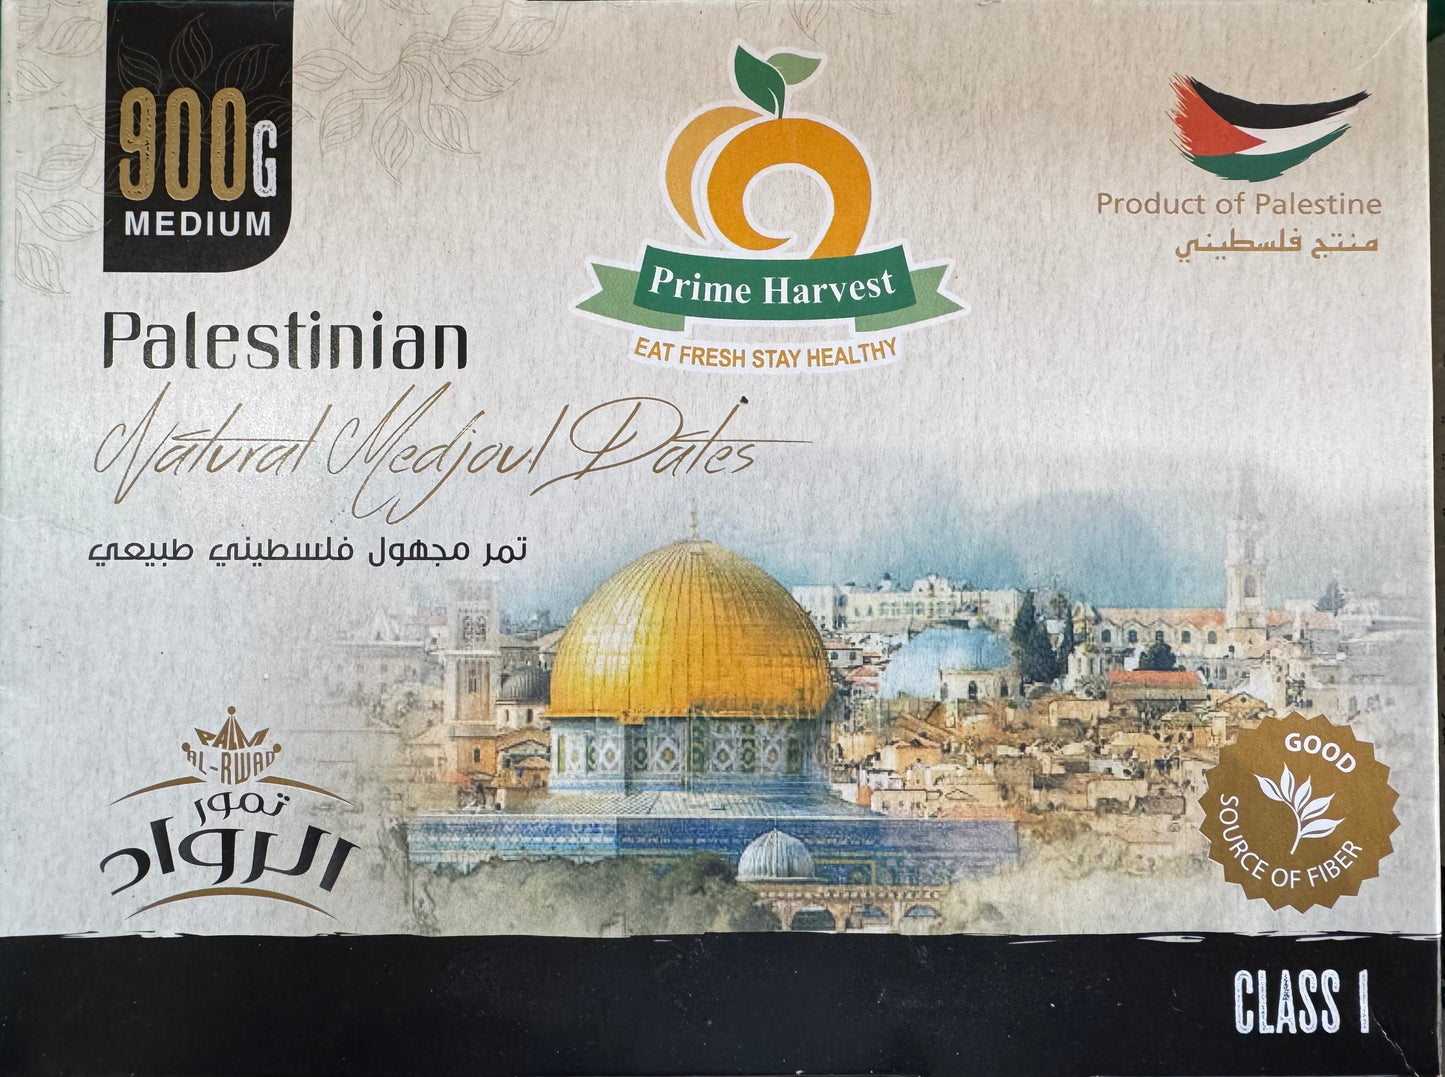 900G
MEDIUM
Prime Harvest
EAT FRESH STAY HEALTHY
Product of Palestine
منتج فلسطيني
Palestinian
Natural Medjoul Dates
تمر مجهول فلسطيني طبيعي
PALM
AL-RWAD
تمور
الرواد
GOOD
SOURCE OF FIBER
CLASS I